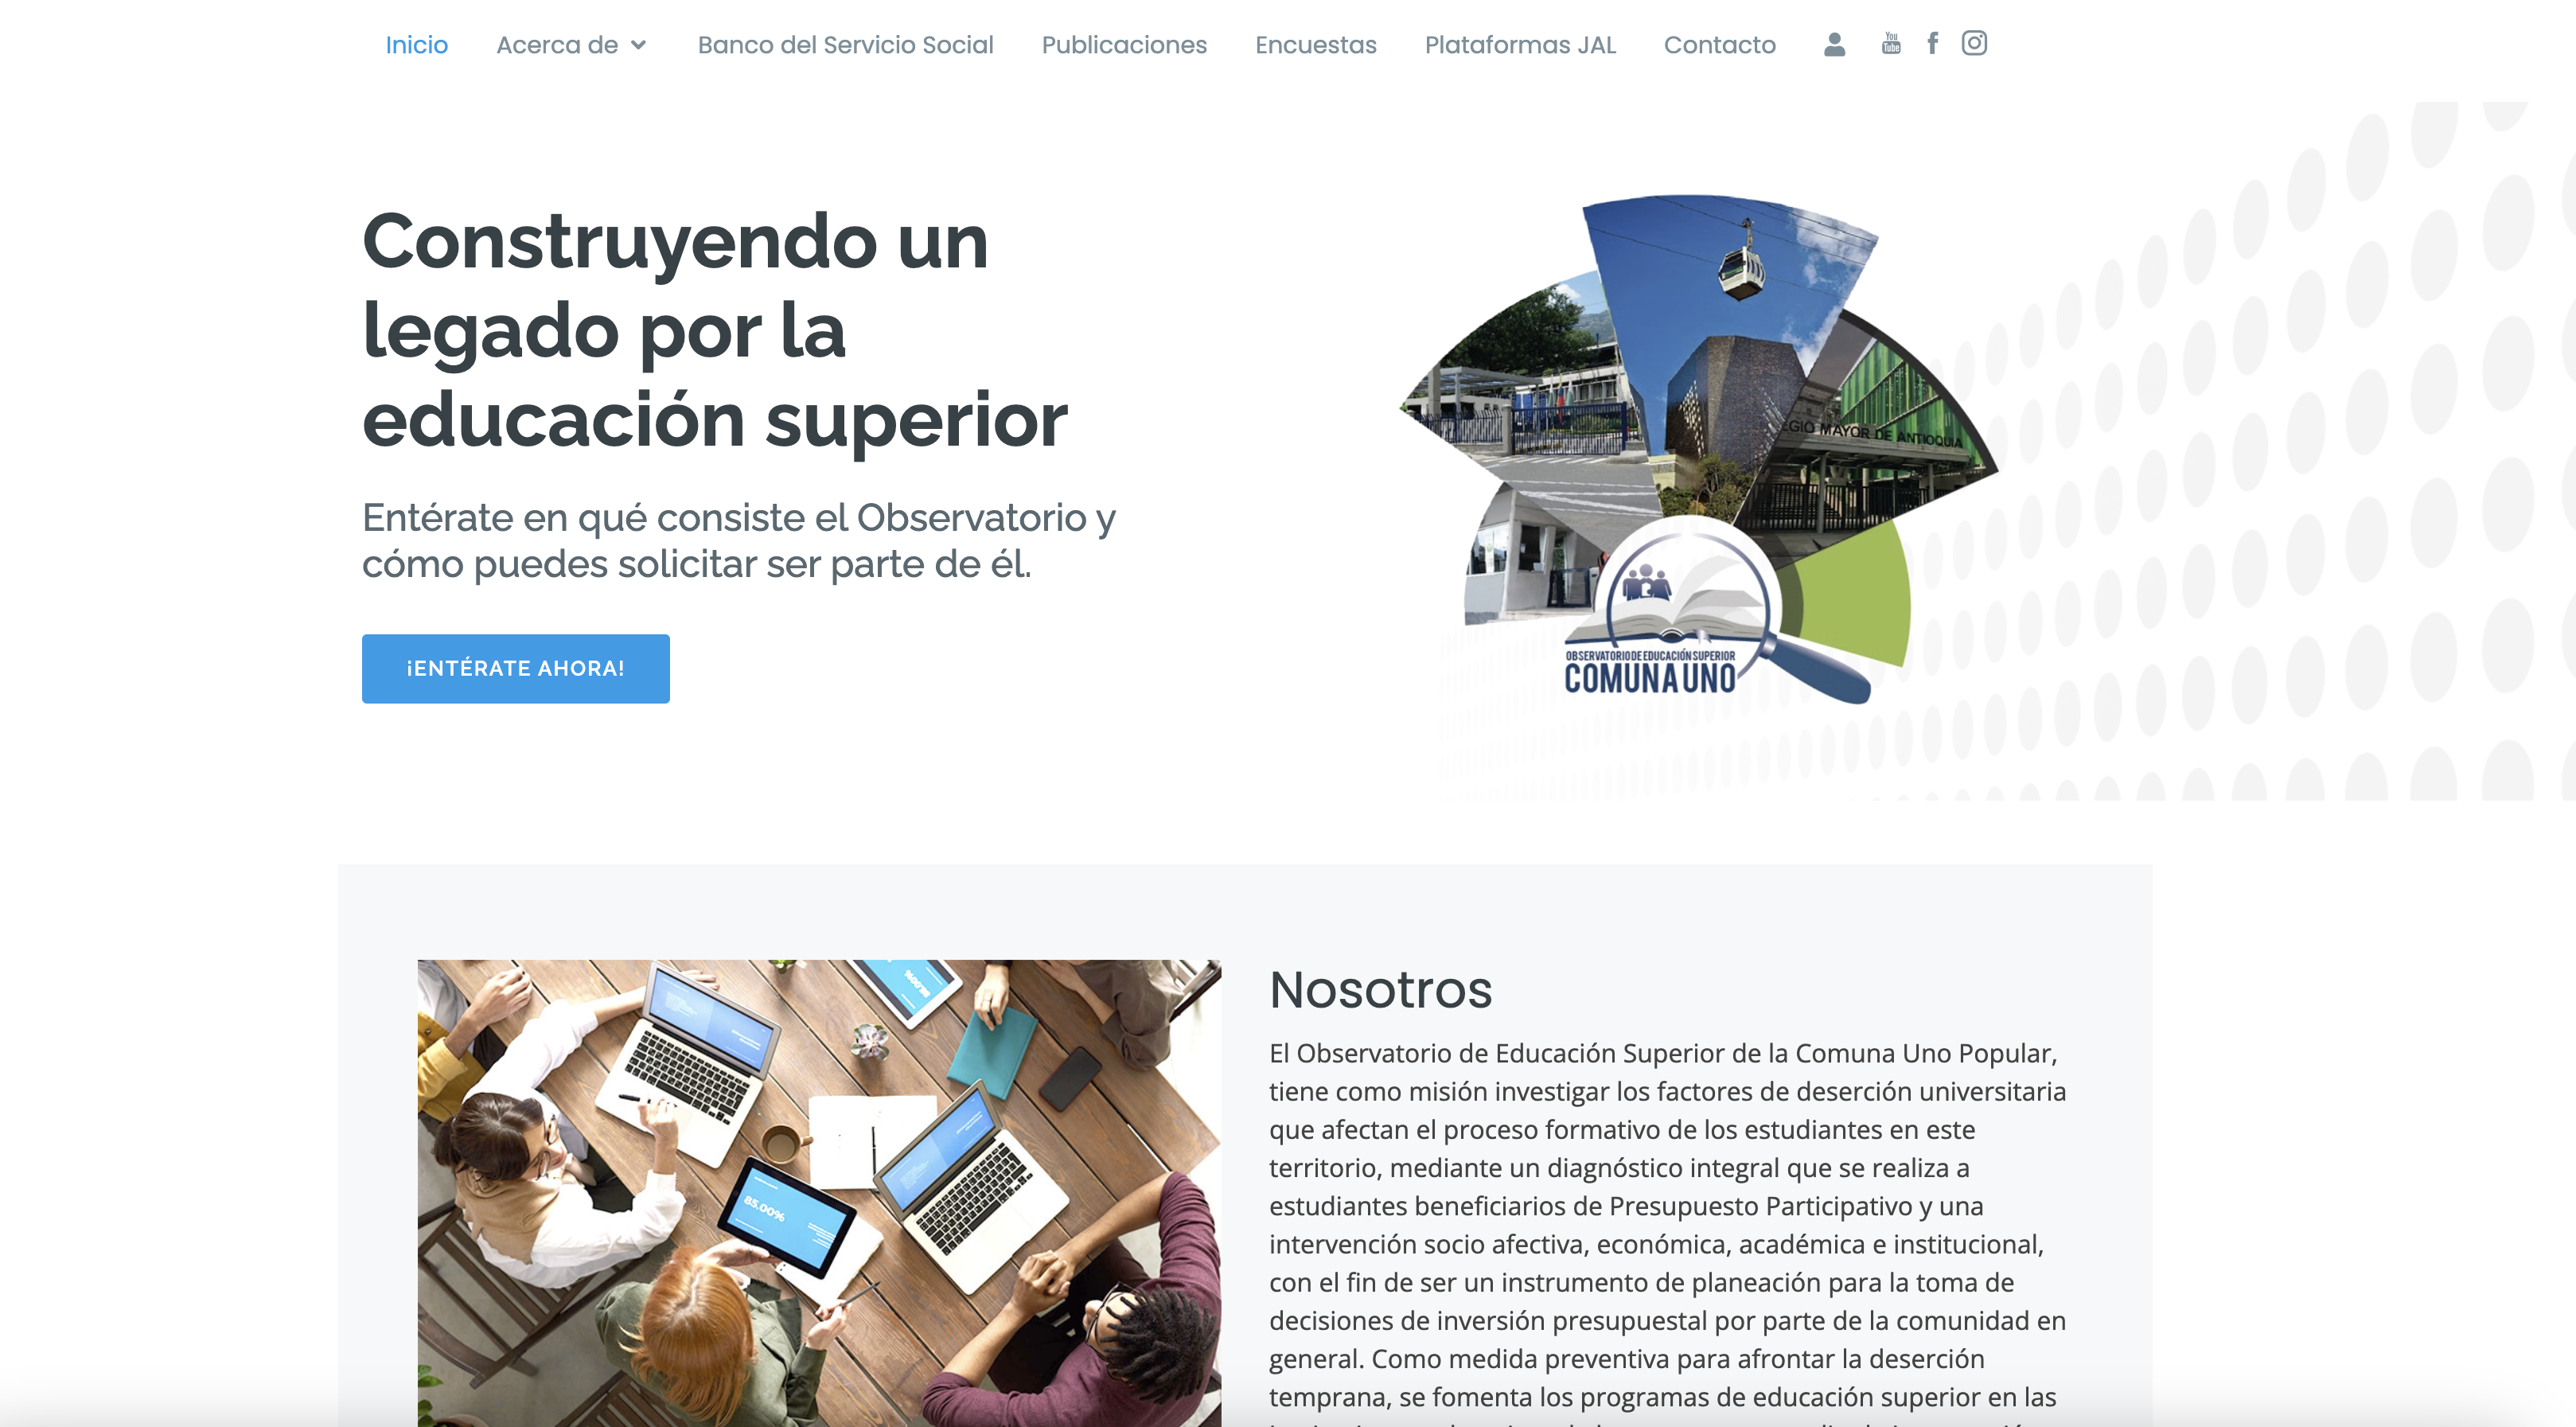 Inicio Acerca de Banco del Servicio Social Publicaciones Encuestas Plataformas JAL Contacto You Tube
Construyendo un
legado por la
educación superior
Entérate en qué consiste el Observatorio y
cómo puedes solicitar ser parte de él.
¡ENTÉRATE AHORA!
EGIO MAYOR DE ANTIOQUIA
OBSERVATORIO DE EDUCACIÓN SUPERIOR
COMUNA UNO
85.00%
Nosotros
El Observatorio de Educación Superior de la Comuna Uno Popular,
tiene como misión investigar los factores de deserción universitaria
que afectan el proceso formativo de los estudiantes en este
territorio, mediante un diagnóstico integral que se realiza a
estudiantes beneficiarios de Presupuesto Participativo y una
intervención socio afectiva, económica, académica e institucional,
con el fin de ser un instrumento de planeación para la toma de
decisiones de inversión presupuestal por parte de la comunidad en
general. Como medida preventiva para afrontar la deserción
temprana, se fomenta los programas de educación superior en las